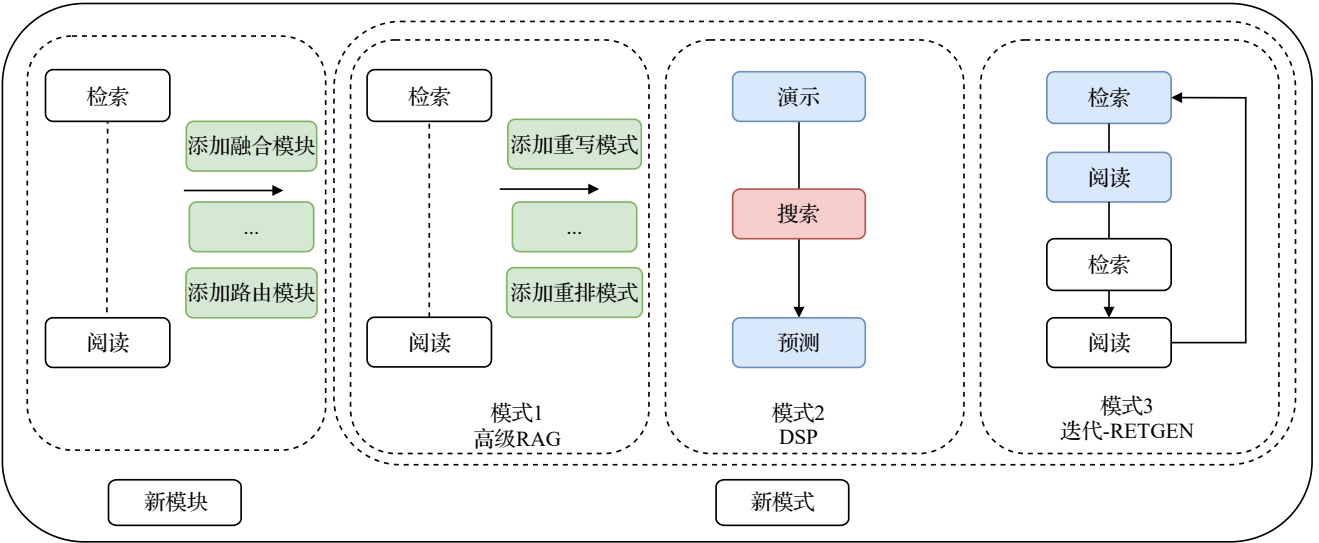 检索
添加融合模块
...
添加路由模块
阅读
检索
添加重写模式
...
添加重排模式
阅读
模式1
高级RAG
演示
搜索
预测
模式2
DSP
检索
阅读
检索
阅读
模式3
迭代-RETGEN
新模块
新模式